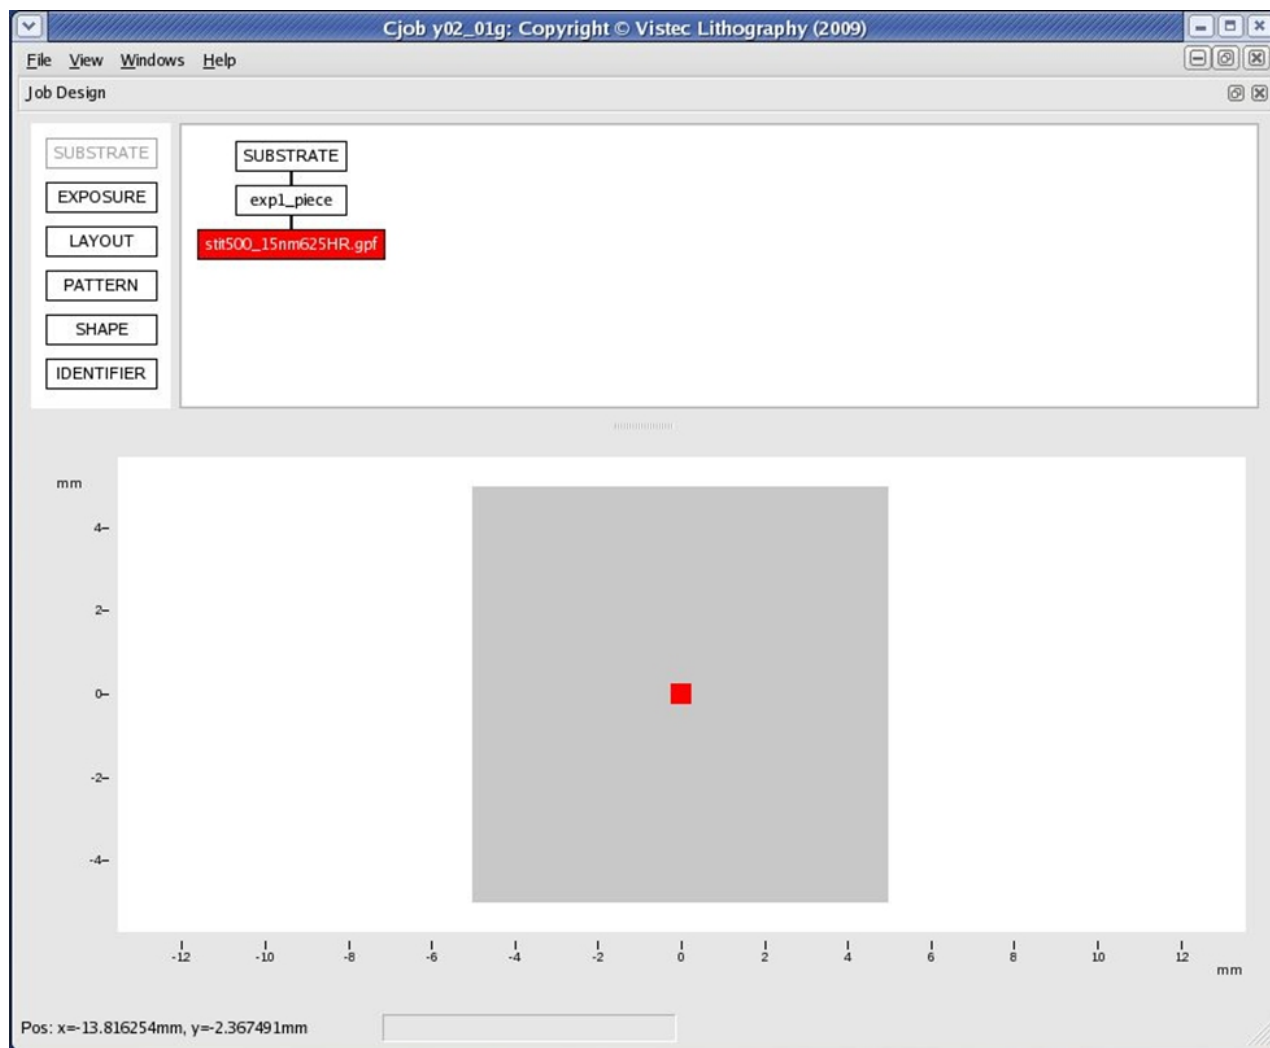 Cjob y02_01g: Copyright © Vistec Lithography (2009)
File View Windows Help
Job Design
SUBSTRATE
EXPOSURE
LAYOUT
PATTERN
SHAPE
IDENTIFIER
SUBSTRATE
exp1_piece
stit500_15nm625HR.gpf
mm
4
2
0
-2
-4
-12 -10 -8 -6 -4 -2 0 2 4 6 8 10 12
mm
Pos: x=-13.816254mm, y=-2.367491mm